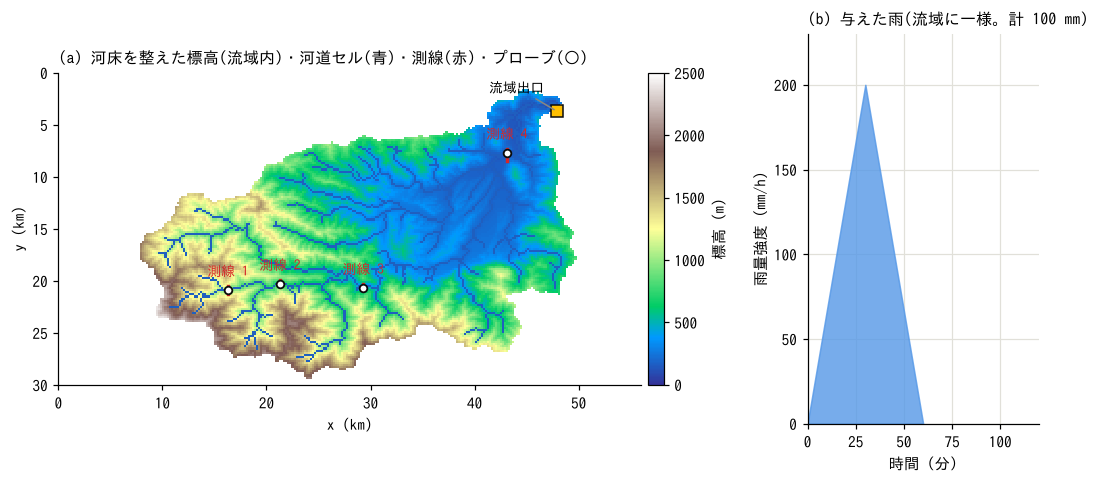 (a) 河床を整えた標高(流域内)・河道セル(青)・測線(赤)・プローブ(○)
流域出口
測線 4
測線 1
測線 2
測線 3
0
5
10
15
20
25
30
y (km)
0
10
20
30
40
50
x (km)
2500
2000
1500
1000
500
0
標高 (m)
(b) 与えた雨(流域に一様。計 100 mm)
200
150
100
50
0
雨量強度 (mm/h)
0
25
50
75
100
時間 (分)